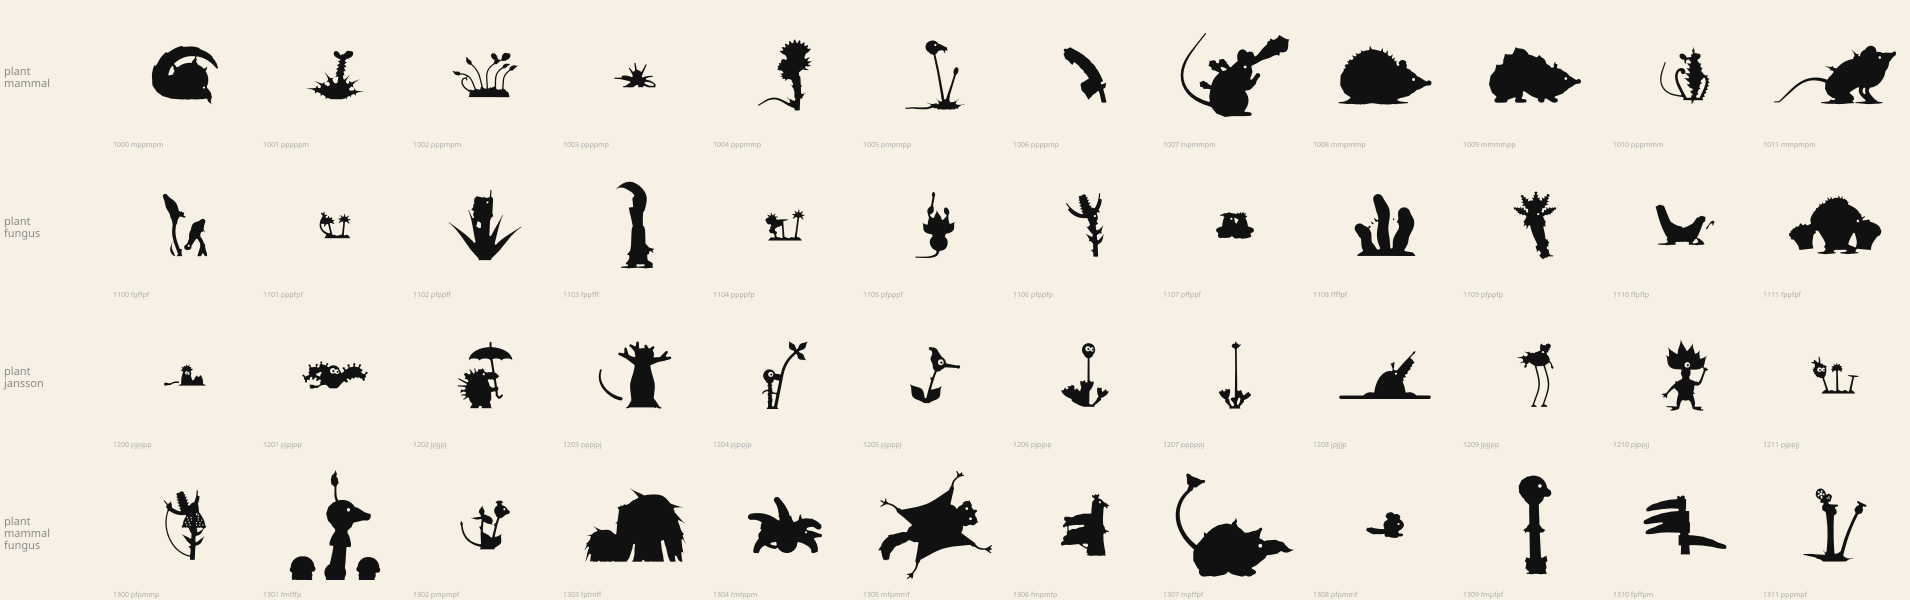 plant
mammal
1000 mppmpm
1001 pppppm
1002 pppmpm
1003 ppppmp
1004 pppmmp
1005 pmpmpp
1006 ppppmp
1007 mpmmpm
1008 mmpmmp
1009 mmmmpp
1010 pppmmm
1011 mmpmpm
plant
fungus
1100 fpffpf
1101 pppfpf
1102 pfppff
1103 fppfff
1104 ppppfp
1105 pfpppf
1106 pfppfp
1107 pffppf
1108 ffffpf
1109 pfppfp
1110 ffpffp
1111 fppfpf
plant
jansson
1200 pjpjpp
1201 pjpjpp
1202 jpjjpj
1203 pppjpj
1204 pjppjp
1205 pjpppj
1206 pjpjpp
1207 pppppj
1208 jpjjjp
1209 jpjjpp
1210 pjppjj
1211 pjppjj
plant
mammal
fungus
1300 pfpmmp
1301 fmfffp
1302 pmpmpf
1303 pfpfmff
1304 fmfppm
1305 mfpmmf
1306 fmpmfp
1307 mpffpf
1308 pfpmmf
1309 fmpfpf
1310 fpffpm
1311 pppmpf